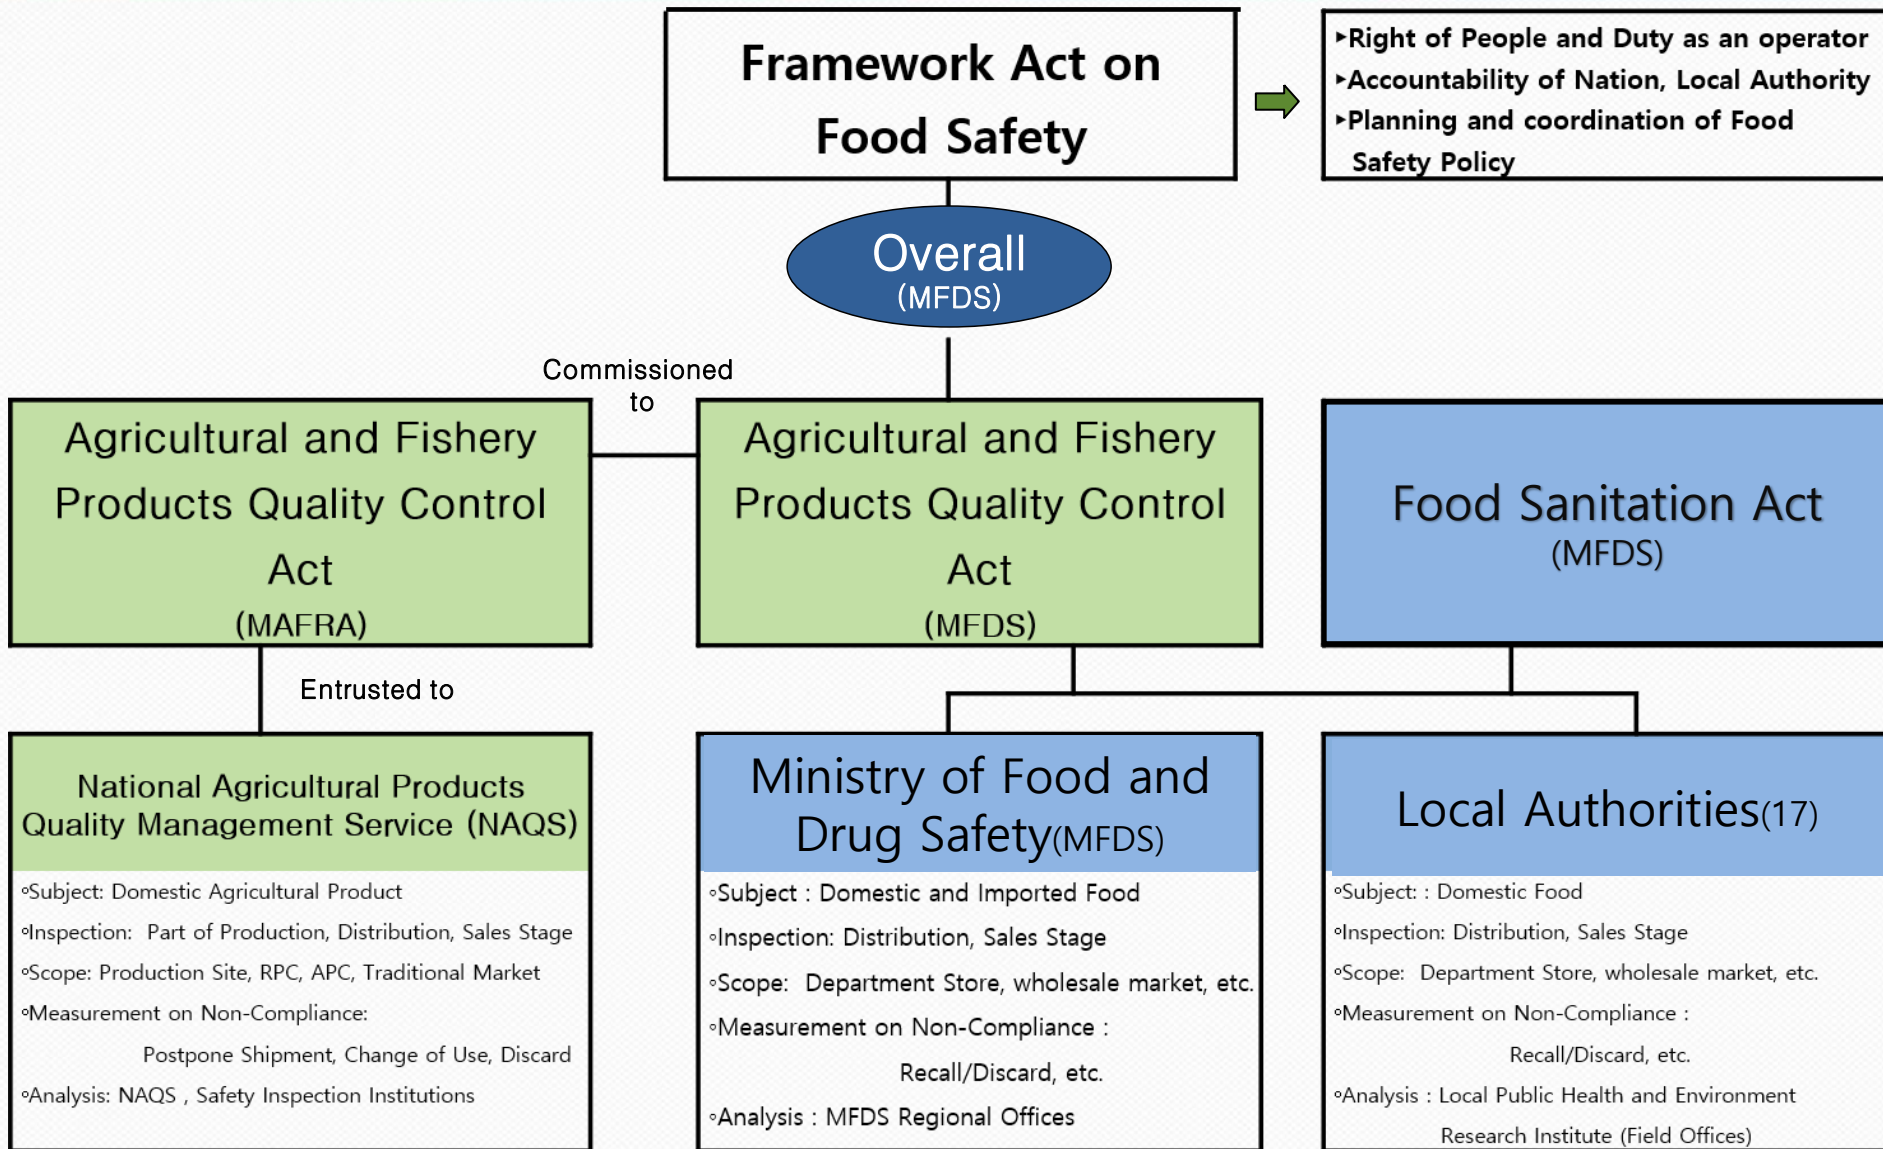 Framework Act on
Food Safety
▸Right of People and Duty as an operator
▸Accountability of Nation, Local Authority
▸Planning and coordination of Food
Safety Policy
Overall
(MFDS)
Commissioned
to
Agricultural and Fishery
Products Quality Control
Act
(MAFRA)
Agricultural and Fishery
Products Quality Control
Act
(MFDS)
Food Sanitation Act
(MFDS)
Entrusted to
National Agricultural Products
Quality Management Service (NAQS)
◦Subject: Domestic Agricultural Product
◦Inspection: Part of Production, Distribution, Sales Stage
◦Scope: Production Site, RPC, APC, Traditional Market
◦Measurement on Non-Compliance:
Postpone Shipment, Change of Use, Discard
◦Analysis: NAQS , Safety Inspection Institutions
Ministry of Food and
Drug Safety(MFDS)
◦Subject : Domestic and Imported Food
◦Inspection: Distribution, Sales Stage
◦Scope: Department Store, wholesale market, etc.
◦Measurement on Non-Compliance :
Recall/Discard, etc.
◦Analysis : MFDS Regional Offices
Local Authorities(17)
◦Subject: : Domestic Food
◦Inspection: Distribution, Sales Stage
◦Scope: Department Store, wholesale market, etc.
◦Measurement on Non-Compliance :
Recall/Discard, etc.
◦Analysis : Local Public Health and Environment
Research Institute (Field Offices)